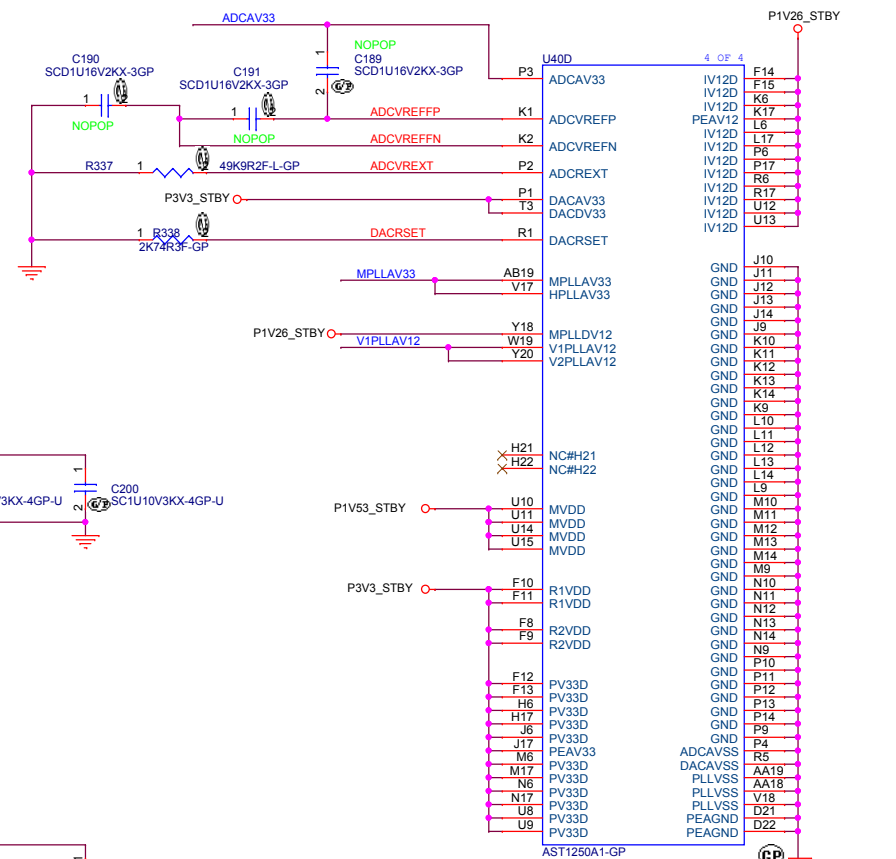 ADCAV33
P1V26_STBY
NOPOP
C190
SCD1U16V2KX-3GP
1
NOPOP
C191
SCD1U16V2KX-3GP
1
NOPOP
1
2
C189
SCD1U16V2KX-3GP
G/P
ADCVREFFP
ADCVREFFN
R337
1
49K9R2F-L-GP
ADCVREXT
P3V3_STBY
R338
1
2K74R3F-GP
DACRSET
MPLLAV33
P1V26_STBY
V1PLLAV12
1
2
C200
G/P
SC1U10V3KX-4GP-U
V3KX-4GP-U
P1V53_STBY
P3V3_STBY
U40D
4 OF 4
P3 ADCAV33
K1 ADCVREFP
K2 ADCVREFN
P2 ADCREXT
P1 DACAV33
T3 DACDV33
R1 DACRSET
AB19 MPLLAV33
V17 HPLLAV33
Y18 MPLLDV12
W19 V1PLLAV12
Y20 V2PLLAV12
H21 NC#H21
H22 NC#H22
U10 MVDD
U11 MVDD
U14 MVDD
U15 MVDD
F10 R1VDD
F11 R1VDD
F8 R2VDD
F9 R2VDD
F12 PV33D
F13 PV33D
H6 PV33D
H17 PV33D
J6 PV33D
J17 PEAV33
M6 PV33D
M17 PV33D
N6 PV33D
N17 PV33D
U8 PV33D
U9 PV33D
IV12D F14
IV12D F15
IV12D K6
PEAV12 K17
IV12D L6
IV12D L17
IV12D P6
IV12D P17
IV12D R6
IV12D R17
IV12D U12
IV12D U13
GND J10
GND J11
GND J12
GND J13
GND J14
GND J9
GND K10
GND K11
GND K12
GND K13
GND K14
GND K9
GND L10
GND L11
GND L12
GND L13
GND L14
GND L9
GND M10
GND M11
GND M12
GND M13
GND M14
GND M9
GND N10
GND N11
GND N12
GND N13
GND N14
GND N9
GND P10
GND P11
GND P12
GND P13
GND P14
GND P9
ADCAVSS P4
DACAVSS R5
PLLVSS AA19
PLLVSS AA18
PLLVSS V18
PEAGND D21
PEAGND D22
AST1250A1-GP
GP
1